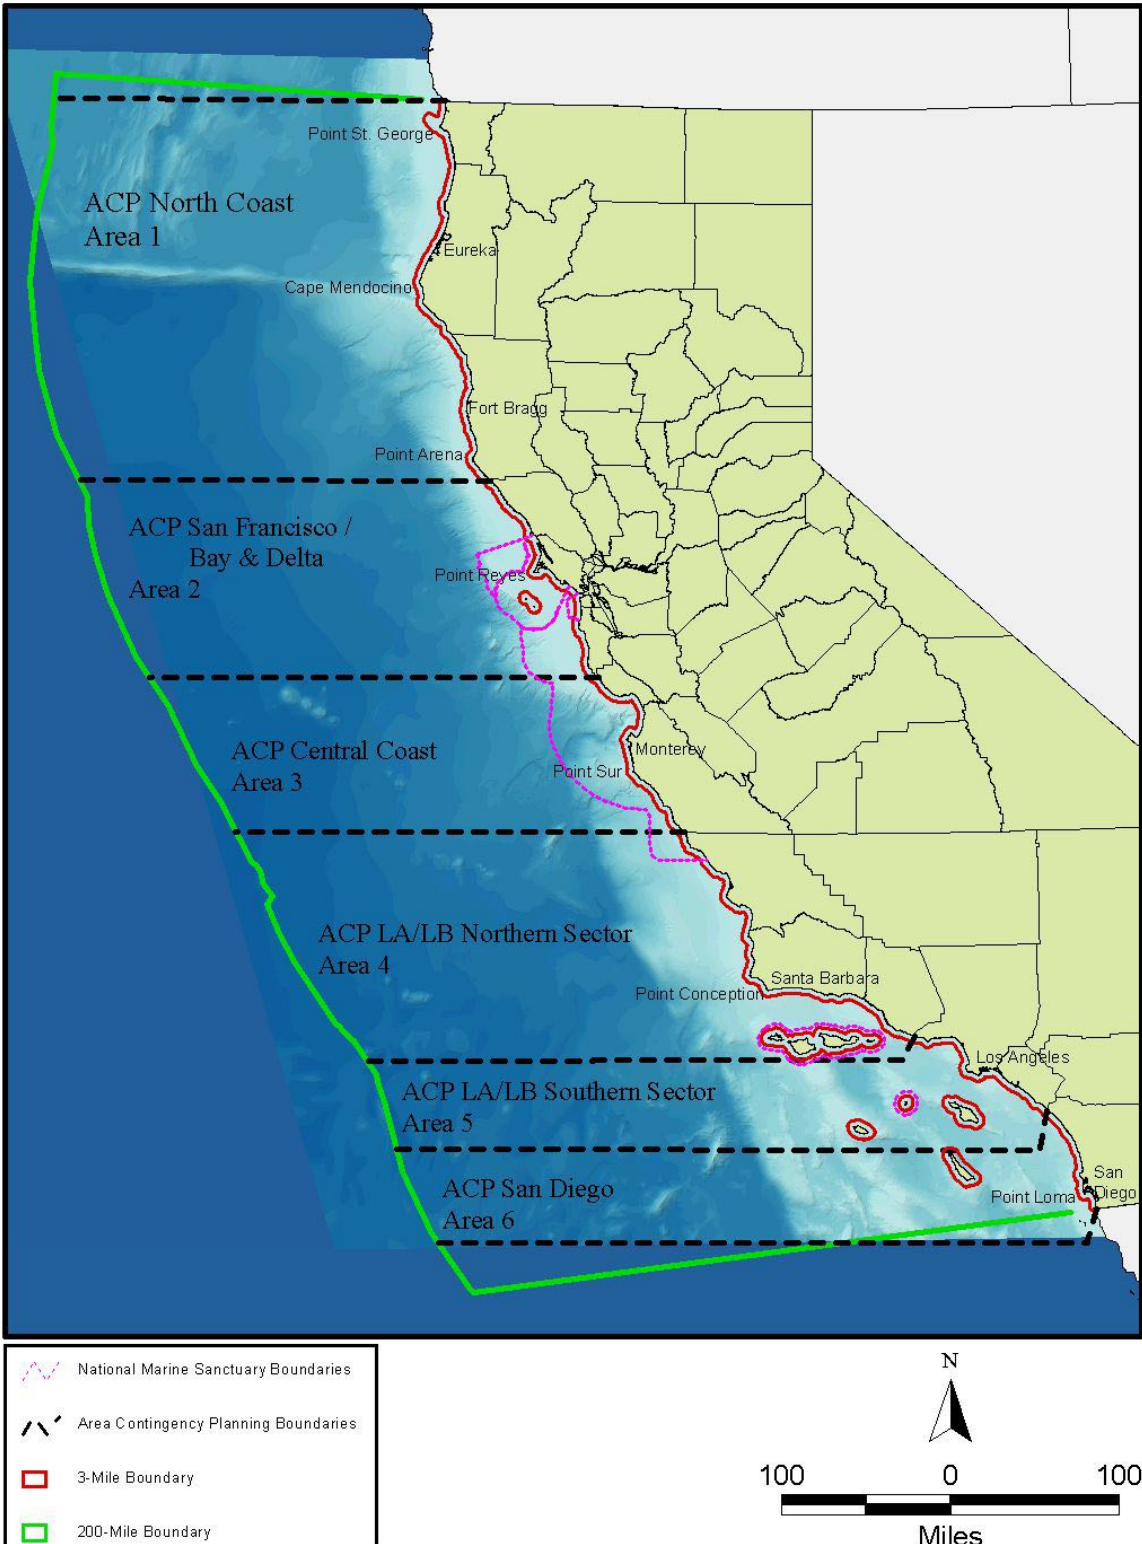 Point St. George
ACP North Coast
Area 1
Eureka
Cape Mendocino
Fort Bragg
Point Arena
ACP San Francisco /
Bay & Delta
Area 2
Point Reyes
ACP Central Coast
Area 3
Monterey
Point Sur
ACP LA/LB Northern Sector
Area 4
Santa Barbara
Point Conception
Los Angeles
ACP LA/LB Southern Sector
Area 5
ACP San Diego
Area 6
San
Diego
Point Loma
National Marine Sanctuary Boundaries
Area Contingency Planning Boundaries
3-Mile Boundary
200-Mile Boundary
N
100 0 100
Miles